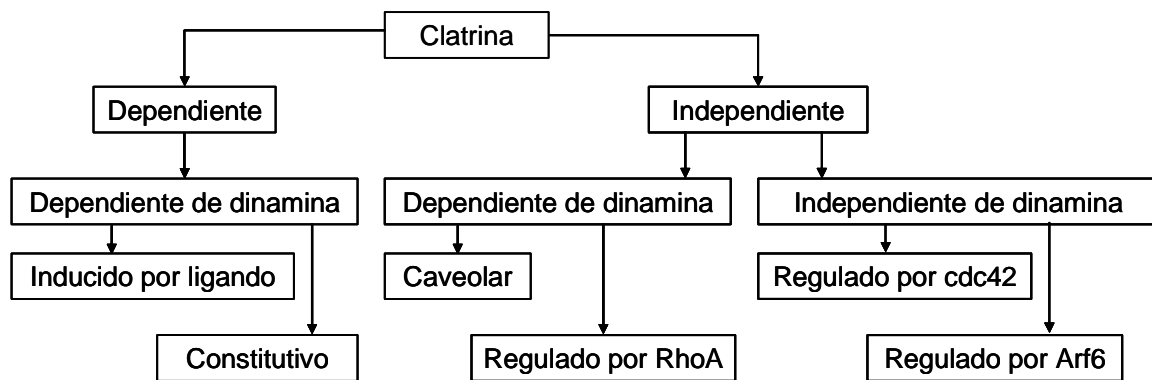 Clatrina
Dependiente
Independiente
Dependiente de dinamina
Dependiente de dinamina
Independiente de dinamina
Inducido por ligando
Caveolar
Regulado por cdc42
Constitutivo
Regulado por RhoA
Regulado por Arf6